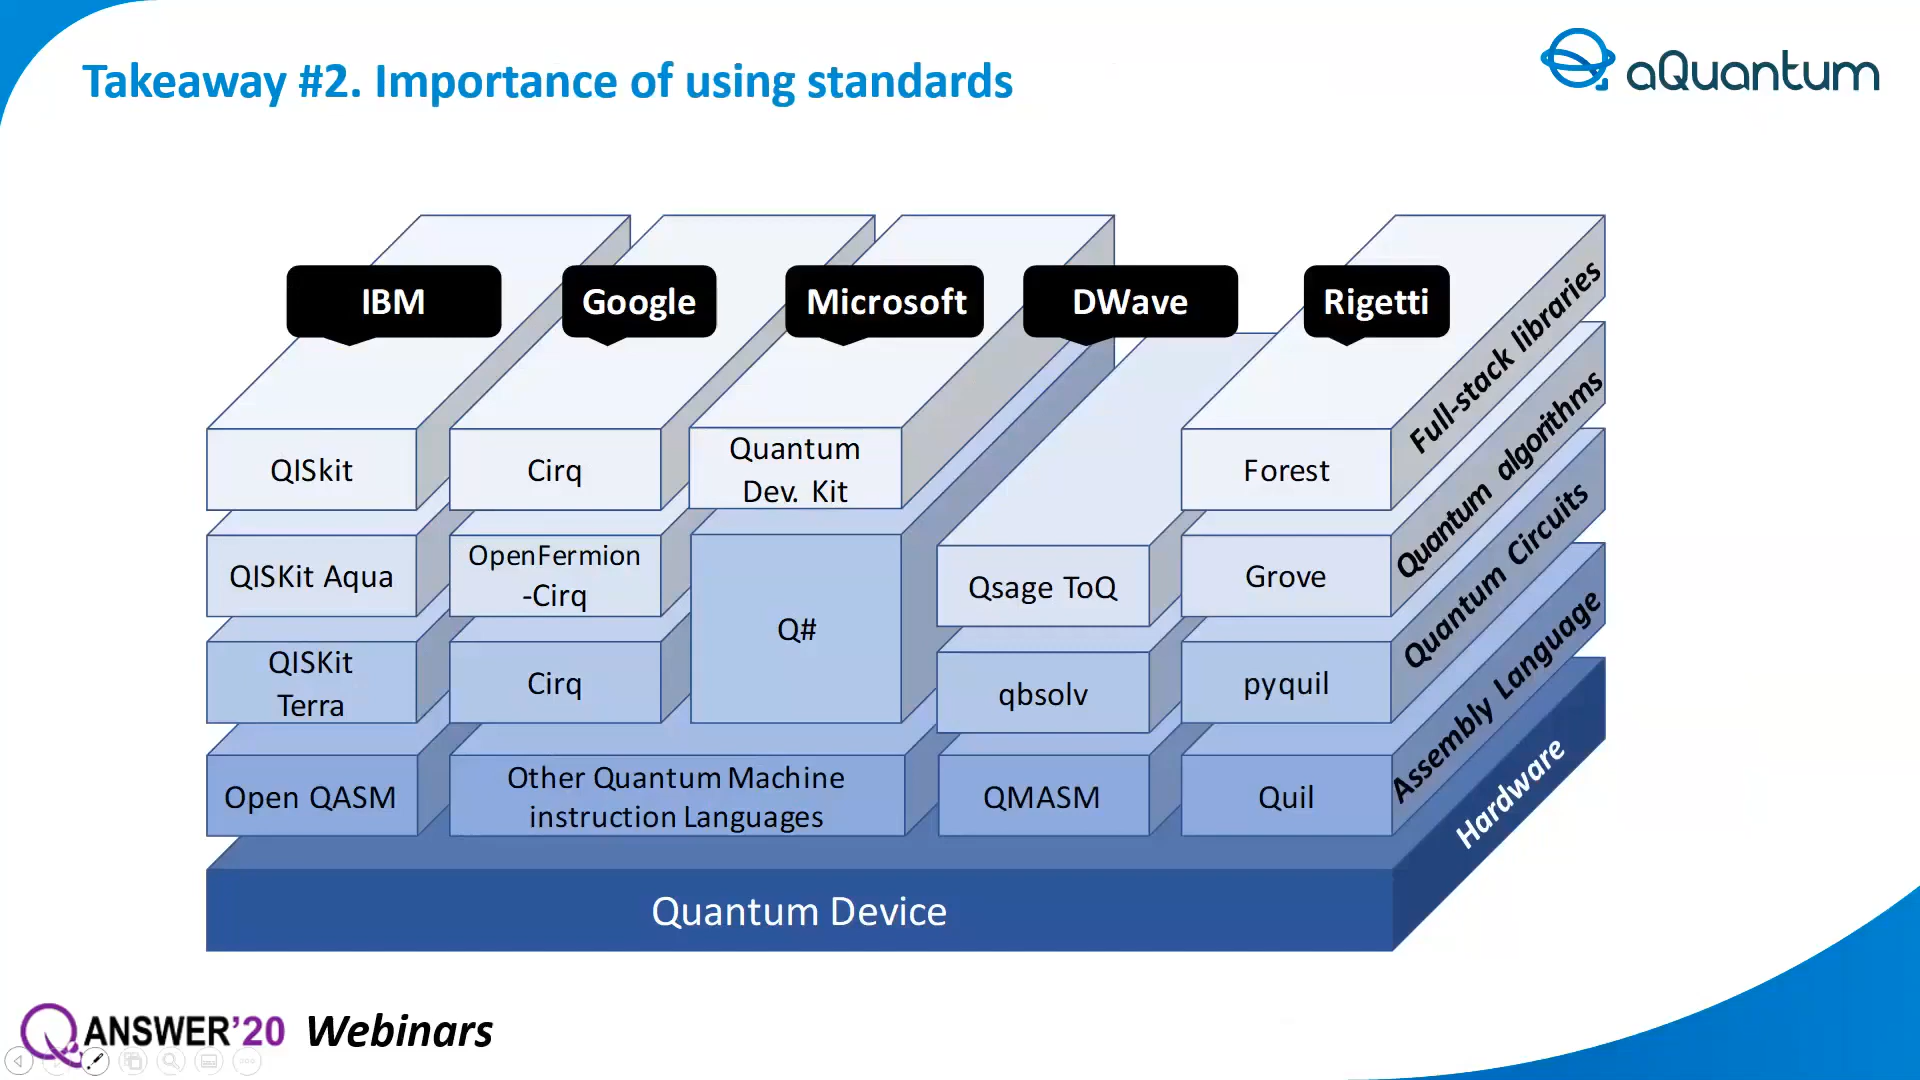 Takeaway #2. Importance of using standards
aQuantum
IBM
Google
Microsoft
DWave
Rigetti
QISkit
Cirq
Quantum
Dev. Kit
Forest
Full-stack libraries
QISKit Aqua
OpenFermion
-Cirq
Q#
Qsage ToQ
Grove
Quantum algorithms
QISKit
Terra
Cirq
qbsolv
pyquil
Quantum Circuits
Open QASM
Other Quantum Machine
instruction Languages
QMASM
Quil
Assembly Language
Quantum Device
Hardware
QANSWER'20 Webinars